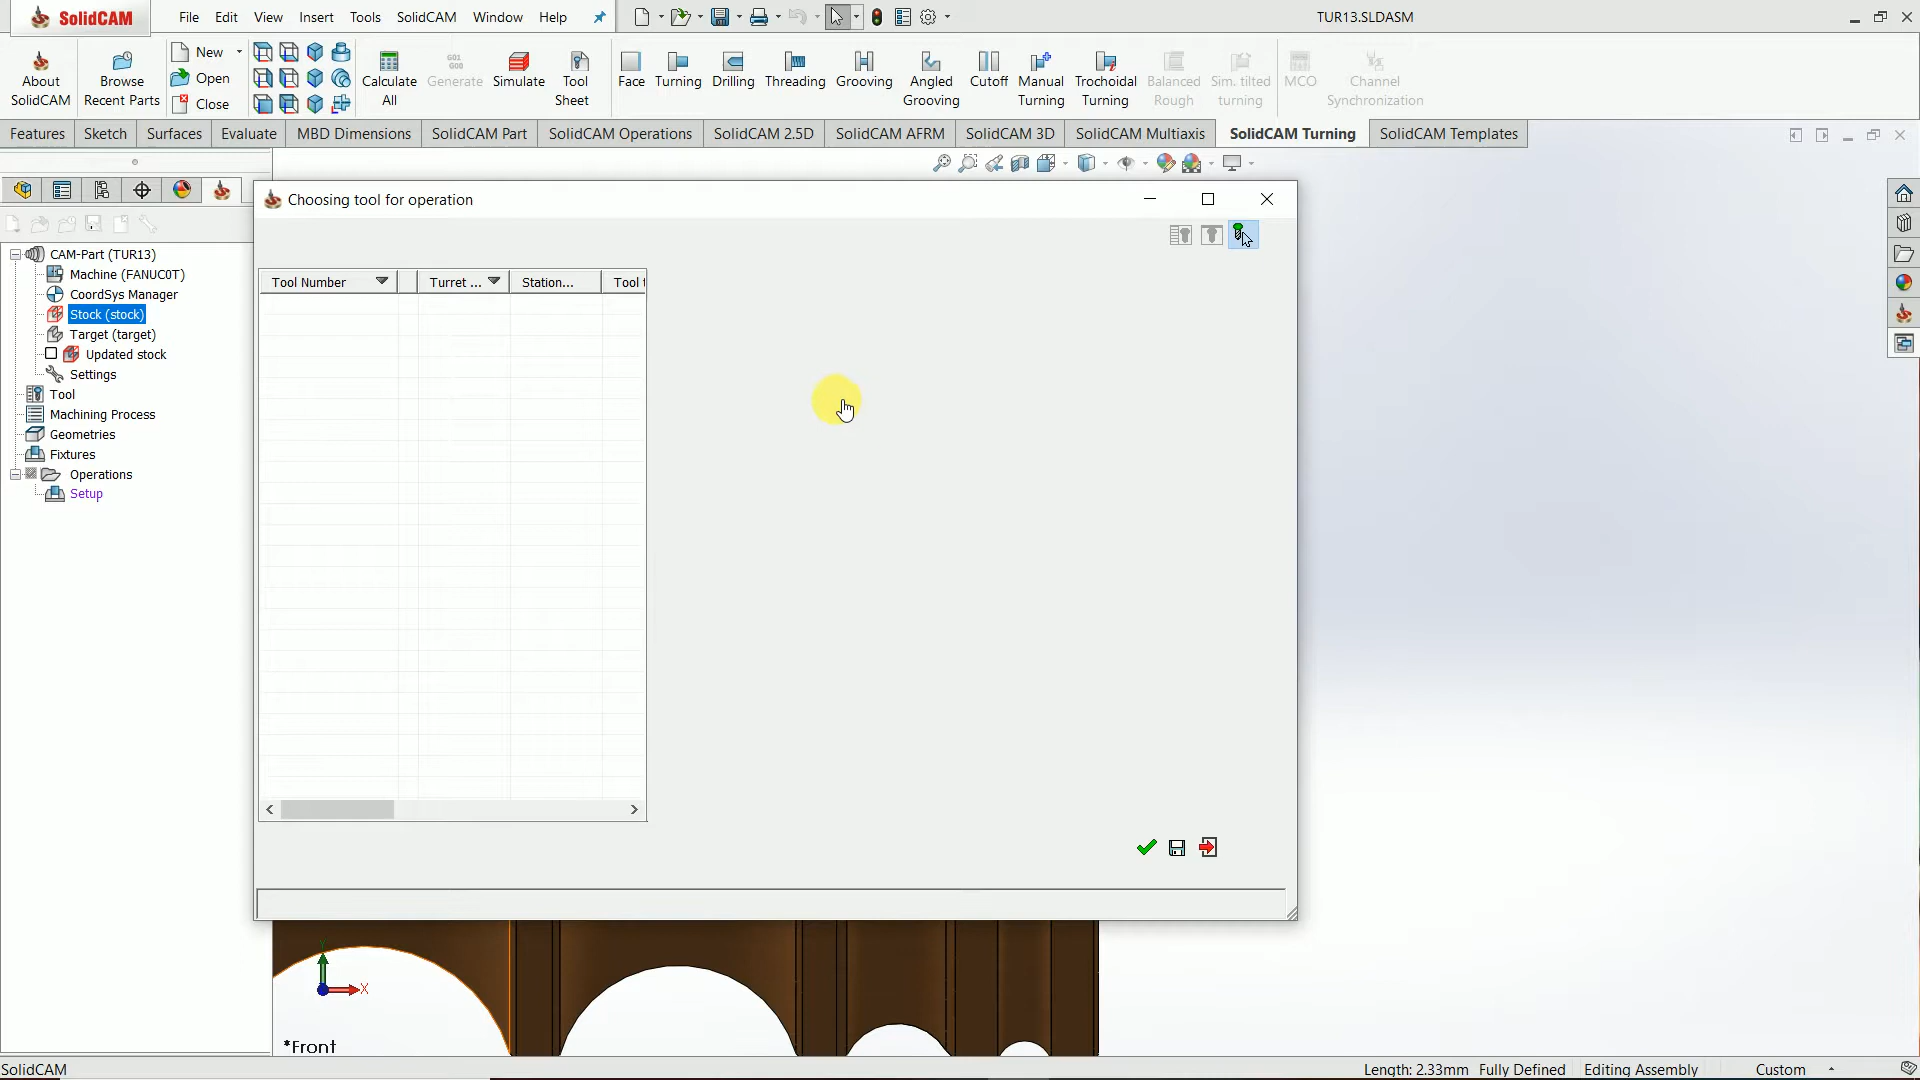 SolidCAM File Edit View Insert Tools SolidCAM Window Help TUR13.SLDASM
About SolidCAM
Browse Recent Parts
New
Open
Close
Calculate All
G01 G00
Generate
Simulate
Tool Sheet
Face
Turning
Drilling
Threading
Grooving
Angled Grooving
Cutoff
Manual Turning
Trochoidal Turning
Balanced Rough
Sim. tilted turning
MCO
Channel Synchronization
Features Sketch Surfaces Evaluate MBD Dimensions SolidCAM Part SolidCAM Operations SolidCAM 2.5D SolidCAM AFRM SolidCAM 3D SolidCAM Multiaxis SolidCAM Turning SolidCAM Templates
Choosing tool for operation
Tool Number Turret ... Station... Tool t
CAM-Part (TUR13)
Machine (FANUC0T)
CoordSys Manager
Stock (stock)
Target (target)
Updated stock
Settings
Tool
Machining Process
Geometries
Fixtures
Operations
Setup
Y
X
*Front
SolidCAM Length: 2.33mm Fully Defined Editing Assembly Custom